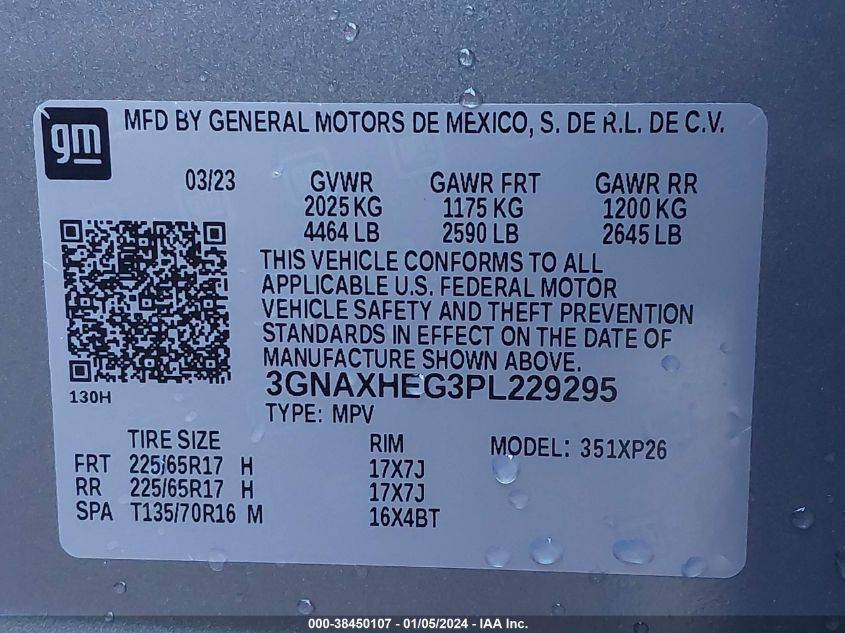 gm
MFD BY GENERAL MOTORS DE MEXICO, S. DE R.L. DE C.V.
03/23 GVWR GAWR FRT GAWR RR
2025 KG 1175 KG 1200 KG
4464 LB 2590 LB 2645 LB
THIS VEHICLE CONFORMS TO ALL
APPLICABLE U.S. FEDERAL MOTOR
VEHICLE SAFETY AND THEFT PREVENTION
STANDARDS IN EFFECT ON THE DATE OF
MANUFACTURE SHOWN ABOVE.
3GNAXHEG3PL229295
130H
TYPE: MPV
TIRE SIZE RIM MODEL: 351XP26
FRT 225/65R17 H 17X7J
RR 225/65R17 H 17X7J
SPA T135/70R16 M 16X4BT
000-38450107 - 01/05/2024 - IAA Inc.